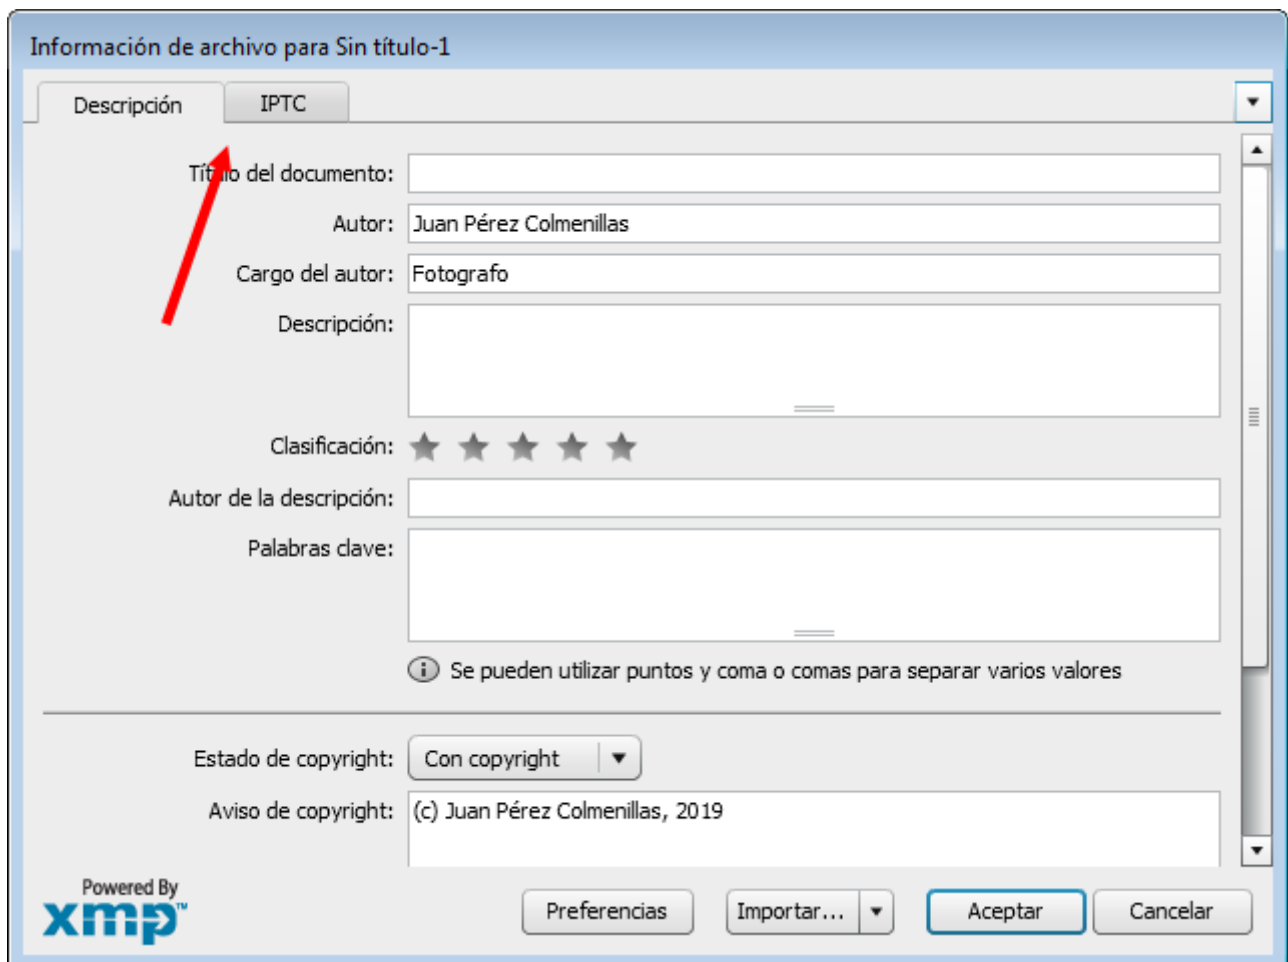 Información de archivo para Sin título-1
Descripción IPTC
Título del documento:
Autor: Juan Pérez Colmenillas
Cargo del autor: Fotografo
Descripción:
Clasificación:
Autor de la descripción:
Palabras clave:
Se pueden utilizar puntos y coma o comas para separar varios valores
Estado de copyright: Con copyright
Aviso de copyright: (c) Juan Pérez Colmenillas, 2019
Powered By
xmp™
Preferencias Importar... Aceptar Cancelar